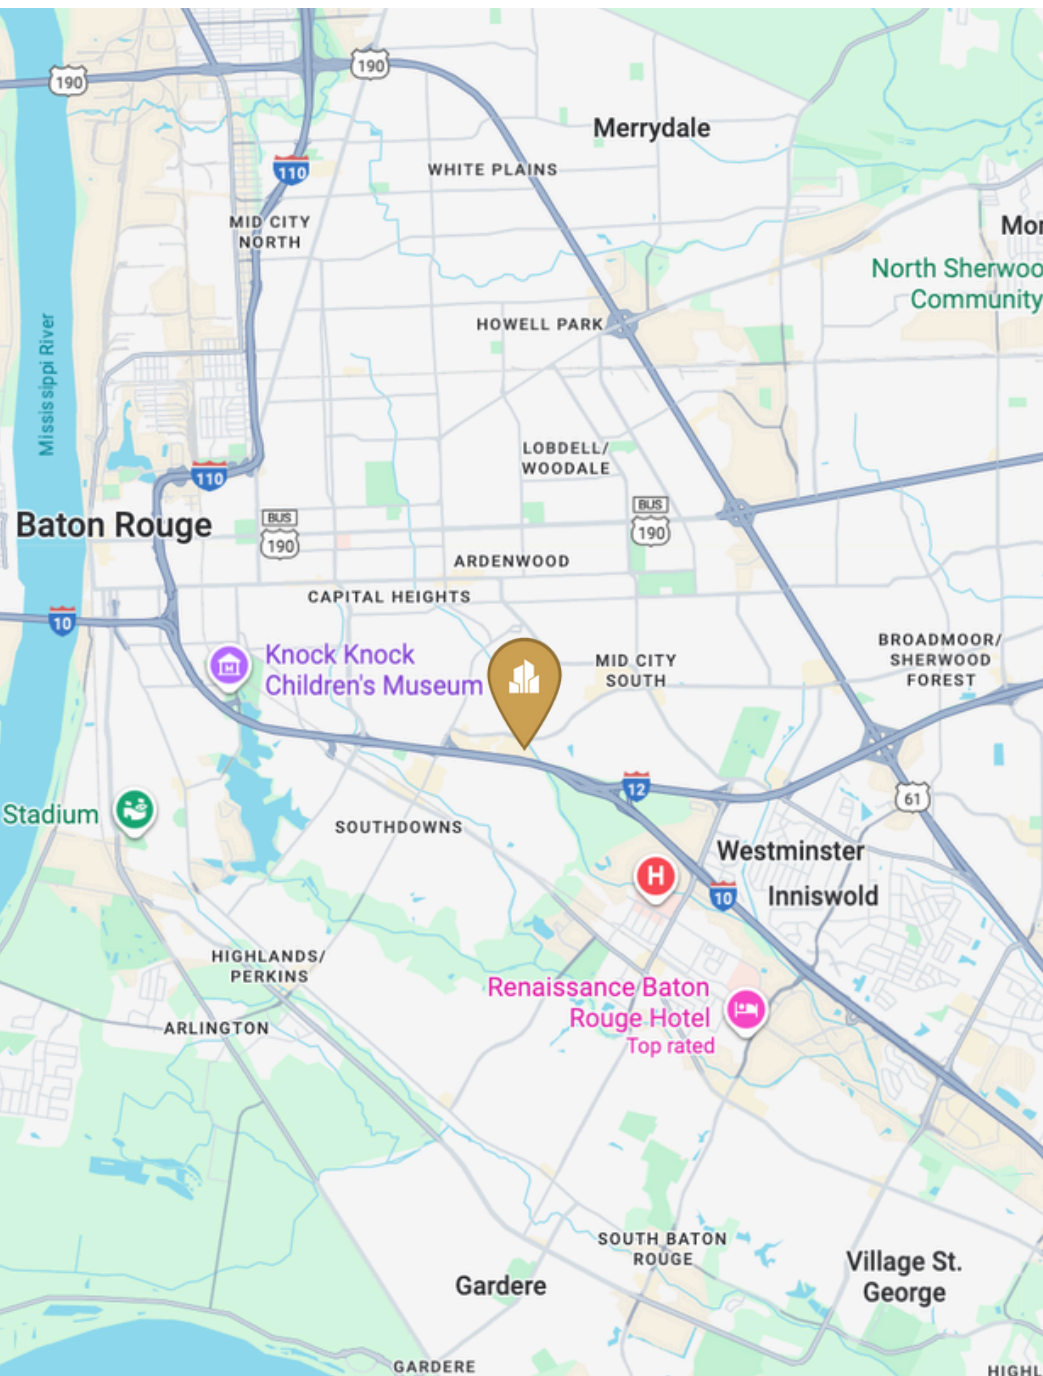 190
190
Merrydale
110
WHITE PLAINS
MID CITY
NORTH
Mor
North Sherwoo
Community
Mississippi River
HOWELL PARK
LOBDELL/
WOODALE
110
Baton Rouge
BUS
190
BUS
190
ARDENWOOD
CAPITAL HEIGHTS
10
Knock Knock
Children's Museum
MID CITY
SOUTH
BROADMOOR/
SHERWOOD
FOREST
12
61
Stadium
SOUTHDOWNS
Westminster
H
10
Inniswold
HIGHLANDS/
PERKINS
Renaissance Baton
Rouge Hotel
Top rated
ARLINGTON
SOUTH BATON
ROUGE
Village St.
George
Gardere
GARDERE
HIGHL